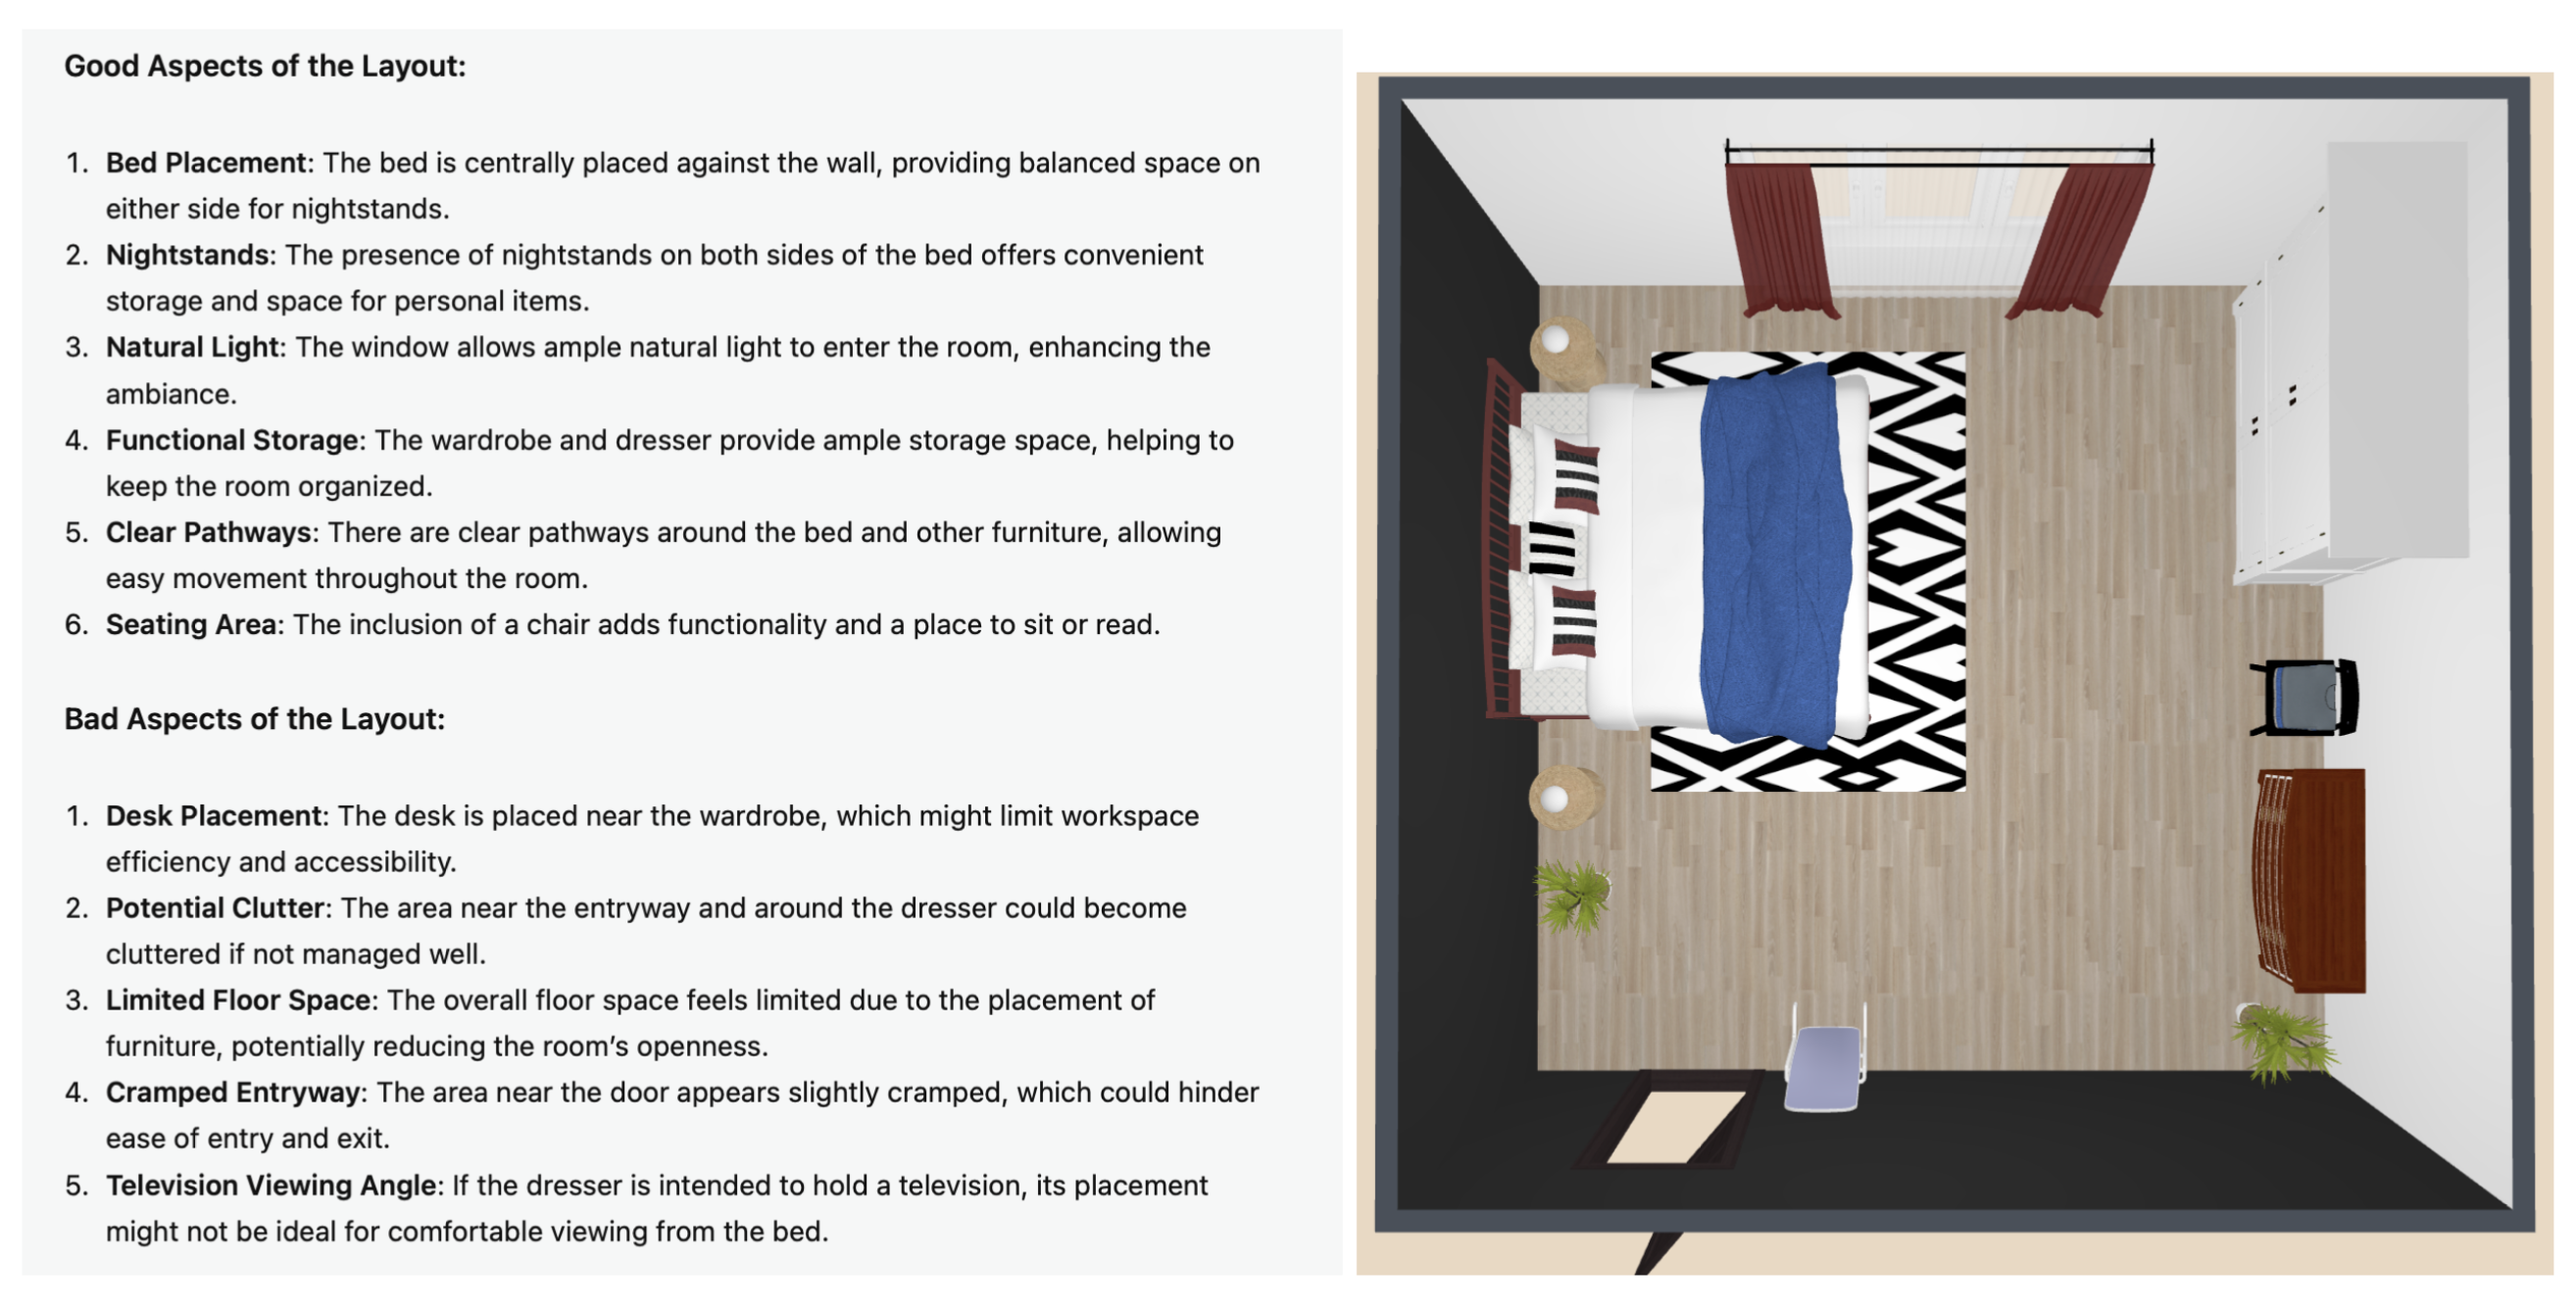 Good Aspects of the Layout:
1. Bed Placement: The bed is centrally placed against the wall, providing balanced space on
either side for nightstands.
2. Nightstands: The presence of nightstands on both sides of the bed offers convenient
storage and space for personal items.
3. Natural Light: The window allows ample natural light to enter the room, enhancing the
ambiance.
4. Functional Storage: The wardrobe and dresser provide ample storage space, helping to
keep the room organized.
5. Clear Pathways: There are clear pathways around the bed and other furniture, allowing
easy movement throughout the room.
6. Seating Area: The inclusion of a chair adds functionality and a place to sit or read.
Bad Aspects of the Layout:
1. Desk Placement: The desk is placed near the wardrobe, which might limit workspace
efficiency and accessibility.
2. Potential Clutter: The area near the entryway and around the dresser could become
cluttered if not managed well.
3. Limited Floor Space: The overall floor space feels limited due to the placement of
furniture, potentially reducing the room’s openness.
4. Cramped Entryway: The area near the door appears slightly cramped, which could hinder
ease of entry and exit.
5. Television Viewing Angle: If the dresser is intended to hold a television, its placement
might not be ideal for comfortable viewing from the bed.